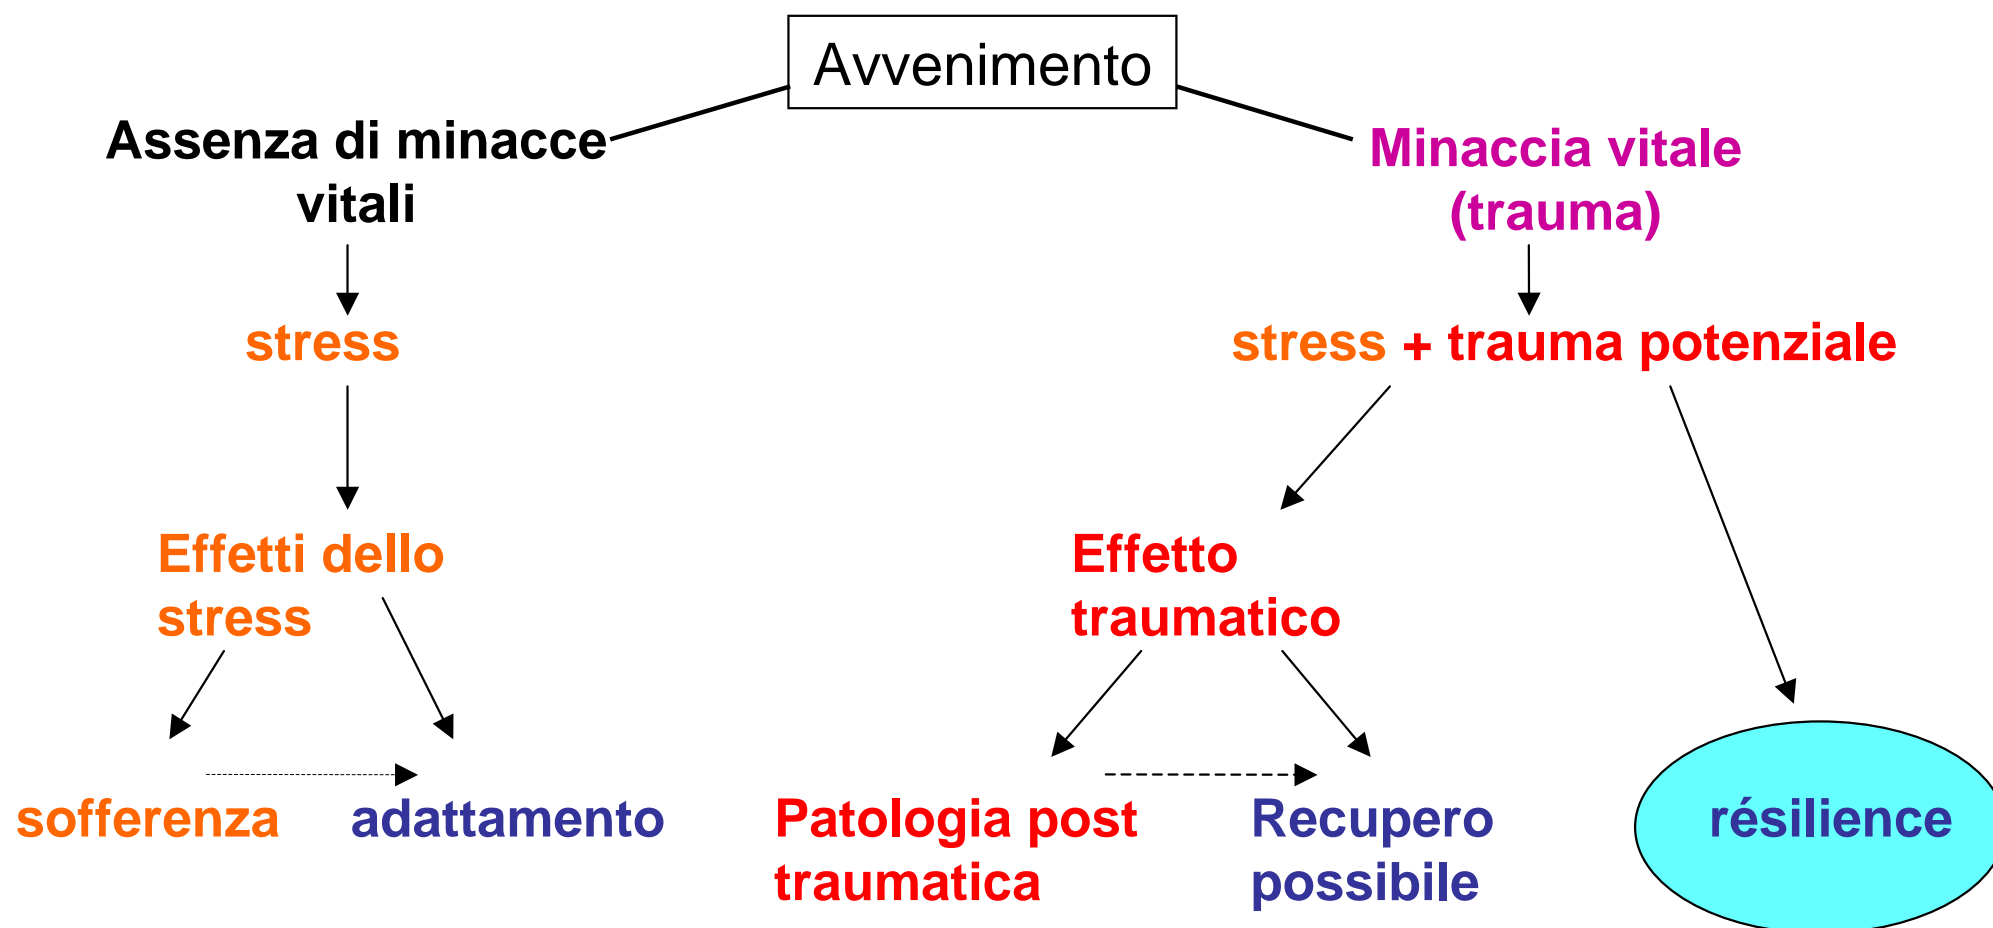 Avvenimento
Assenza di minacce
vitali
Minaccia vitale
(trauma)
stress
stress + trauma potenziale
Effetti dello
stress
Effetto
traumatico
sofferenza
adattamento
Patologia post
traumatica
Recupero
possibile
résilience